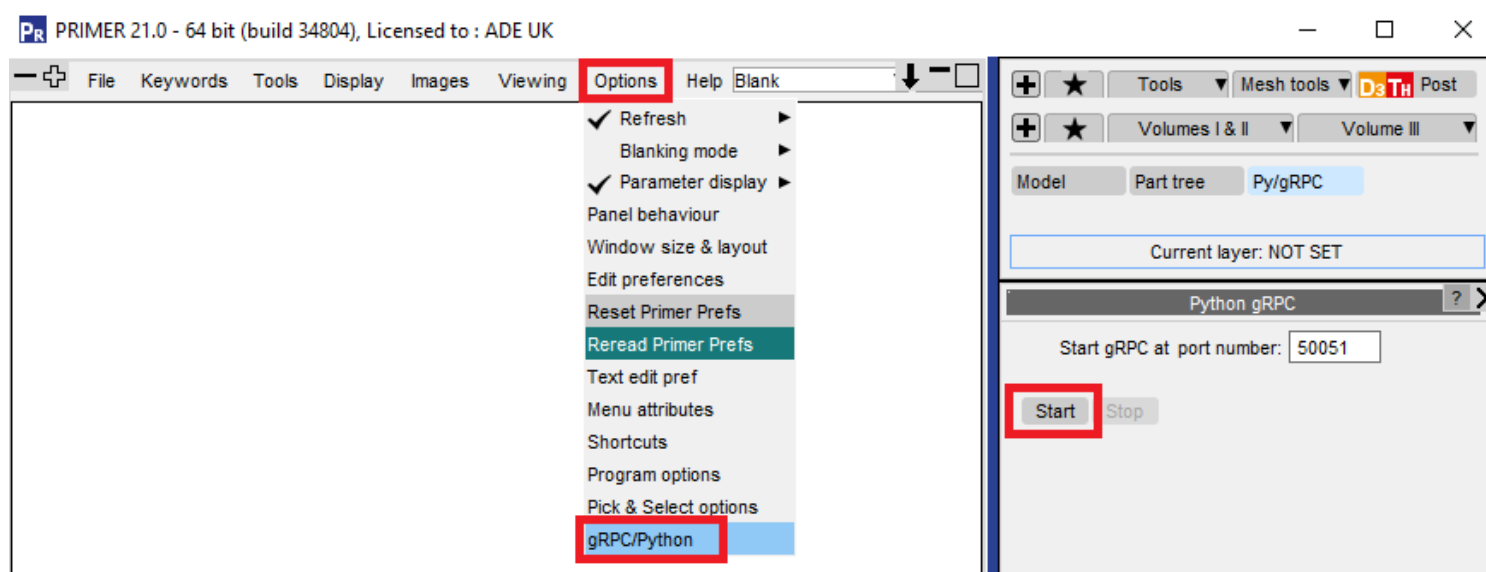 PR PRIMER 21.0 - 64 bit (build 34804), Licensed to : ADE UK
File Keywords Tools Display Images Viewing Options Help Blank
Refresh
Blanking mode
Parameter display
Panel behaviour
Window size & layout
Edit preferences
Reset Primer Prefs
Reread Primer Prefs
Text edit pref
Menu attributes
Shortcuts
Program options
Pick & Select options
gRPC/Python
Tools Mesh tools D3 TH Post
Volumes I & II Volume III
Model Part tree Py/gRPC
Current layer: NOT SET
Python gRPC ?
Start gRPC at port number: 50051
Start Stop